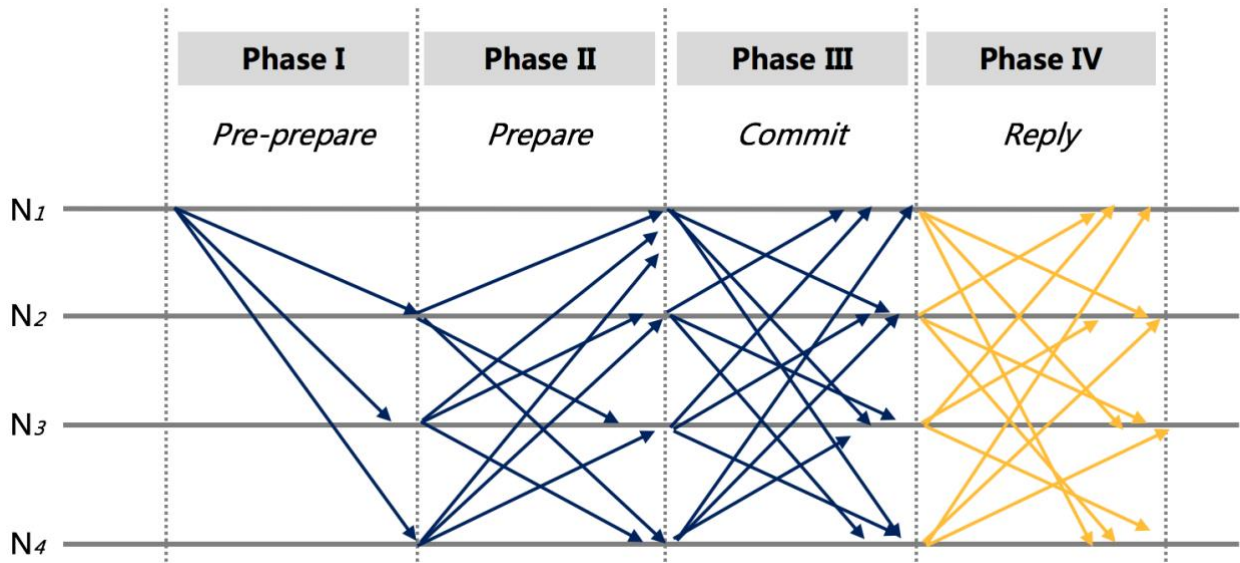 Phase I Phase II Phase III Phase IV
Pre-prepare Prepare Commit Reply
N1
N2
N3
N4